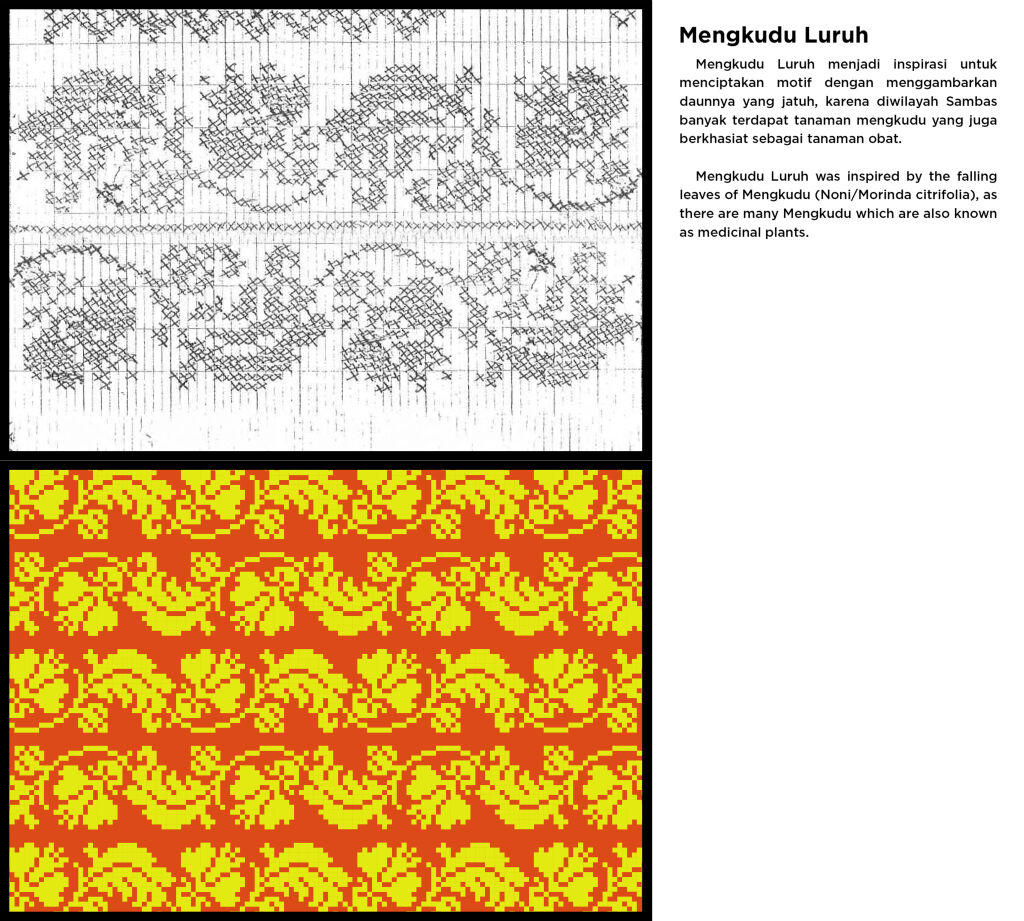 Mengkudu Luruh
Mengkudu Luruh menjadi inspirasi untuk
menciptakan motif dengan menggambarkan
daunnya yang jatuh, karena diwilayah Sambas
banyak terdapat tanaman mengkudu yang juga
berkhasiat sebagai tanaman obat.
Mengkudu Luruh was inspired by the falling
leaves of Mengkudu (Noni/Morinda citrifolia), as
there are many Mengkudu which are also known
as medicinal plants.